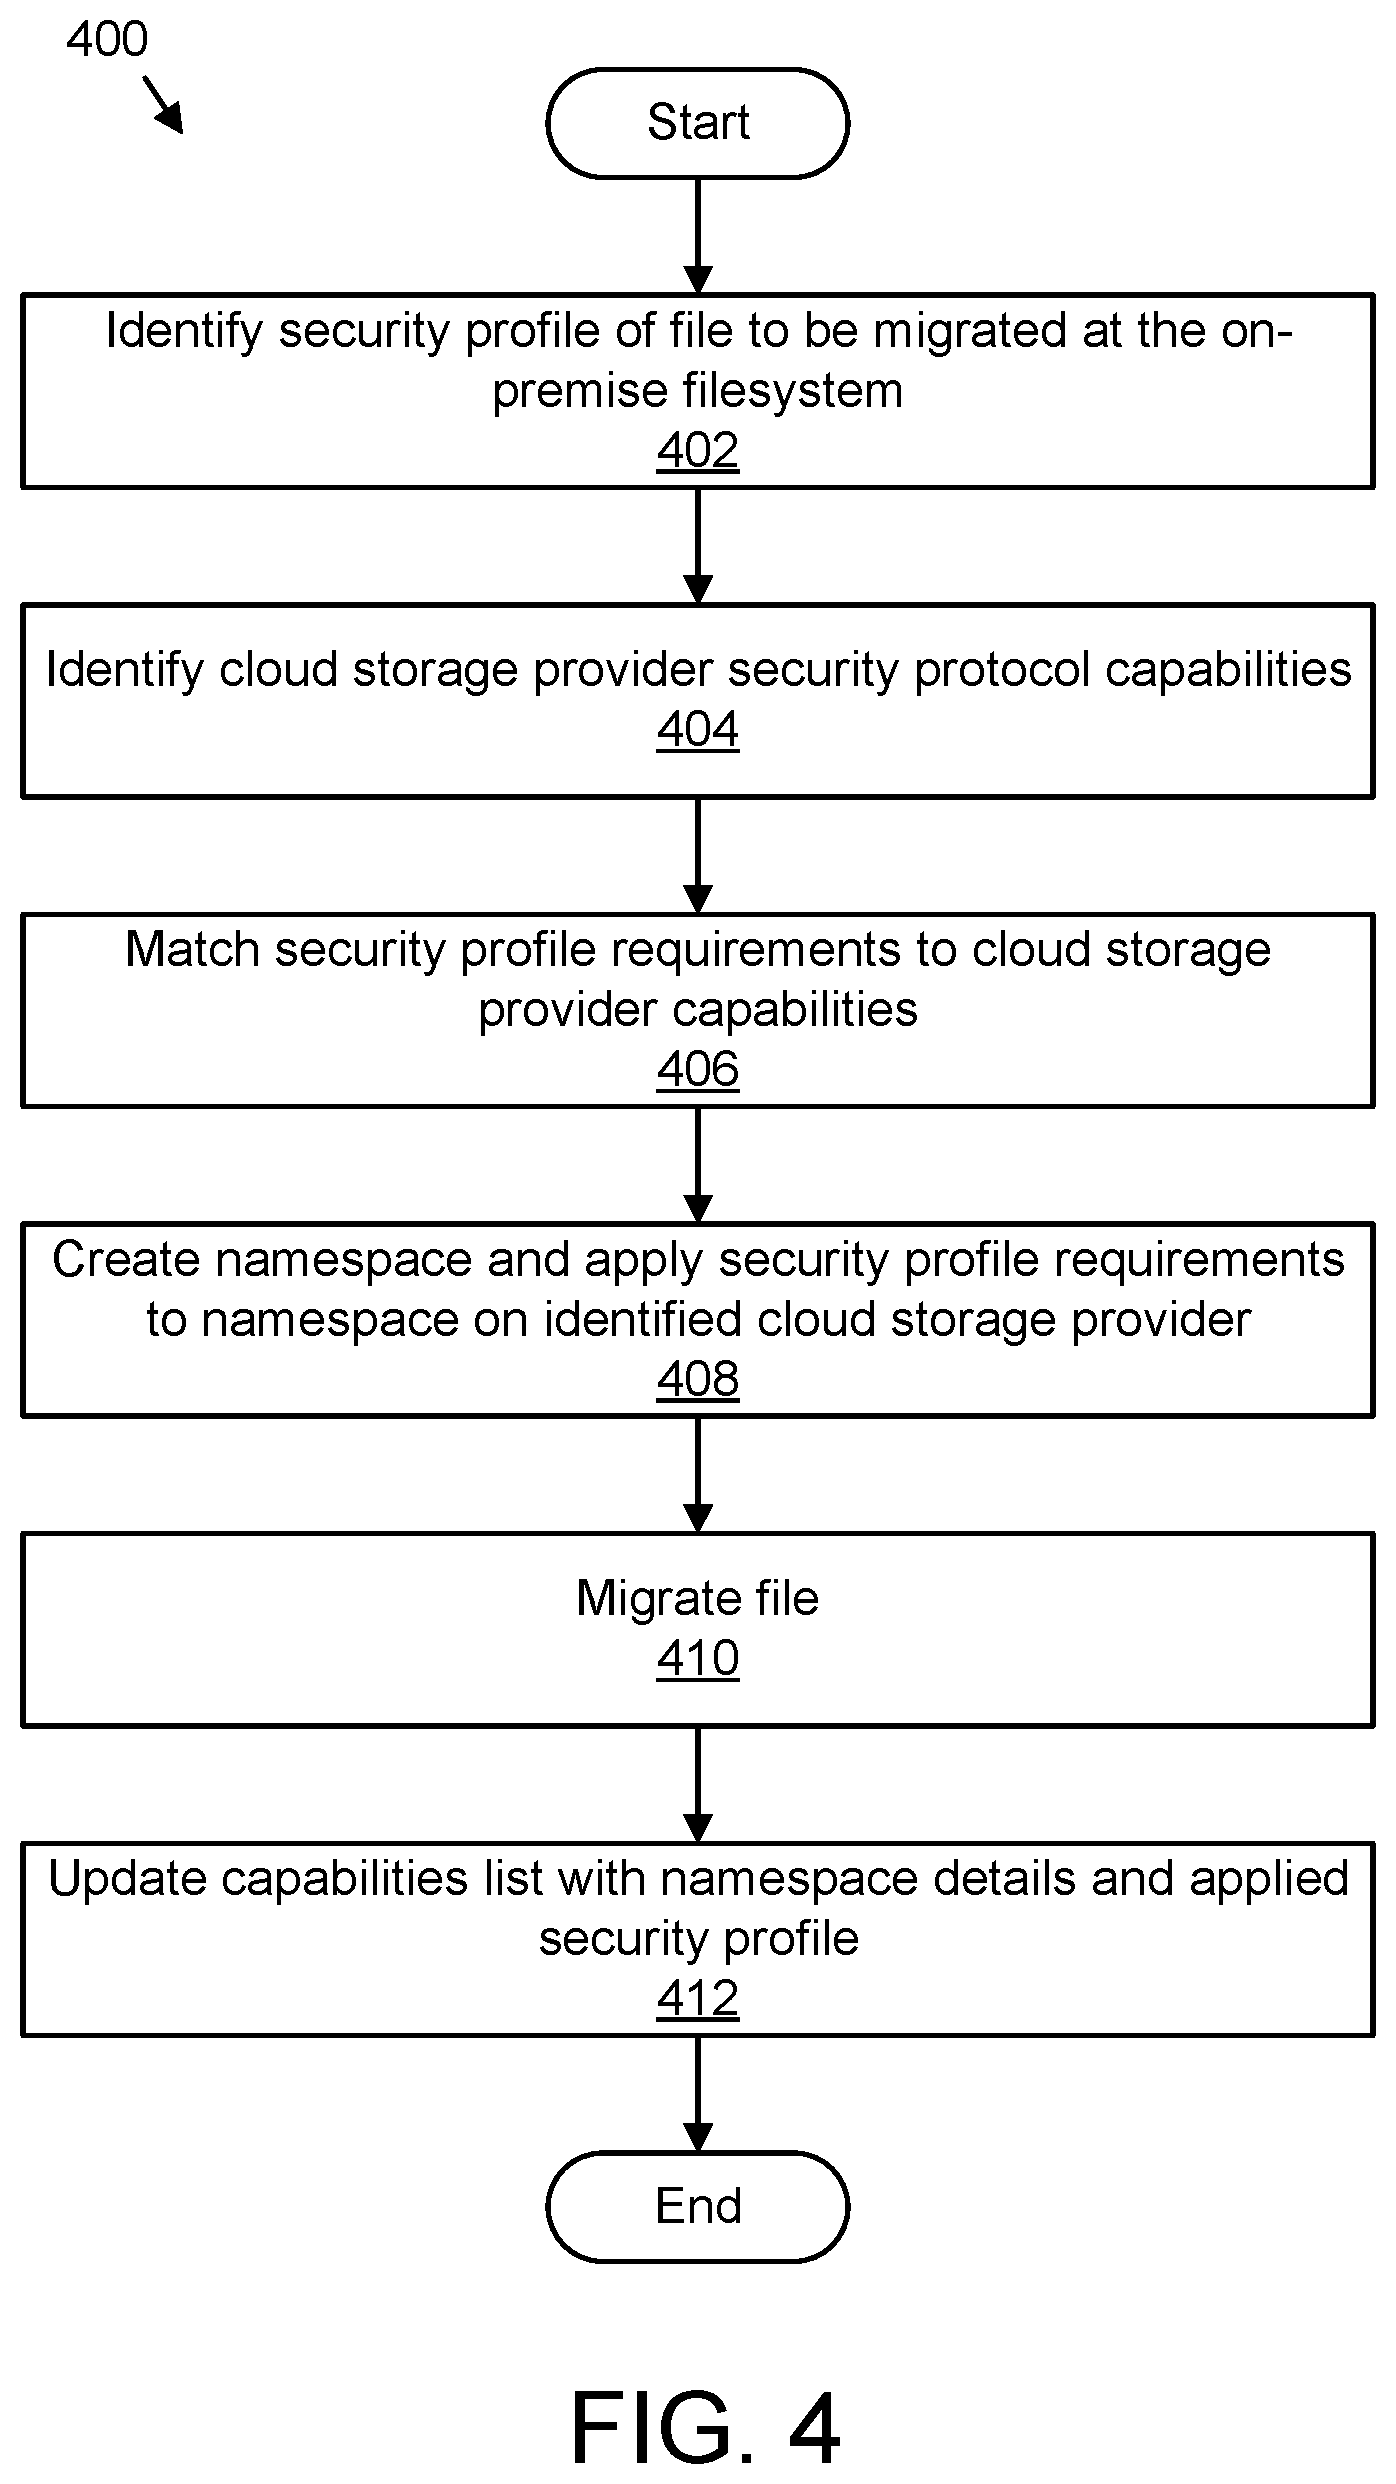 400
Start
Identify security profile of file to be migrated at the on-
premise filesystem
402
Identify cloud storage provider security protocol capabilities
404
Match security profile requirements to cloud storage
provider capabilities
406
Create namespace and apply security profile requirements
to namespace on identified cloud storage provider
408
Migrate file
410
Update capabilities list with namespace details and applied
security profile
412
End
FIG. 4